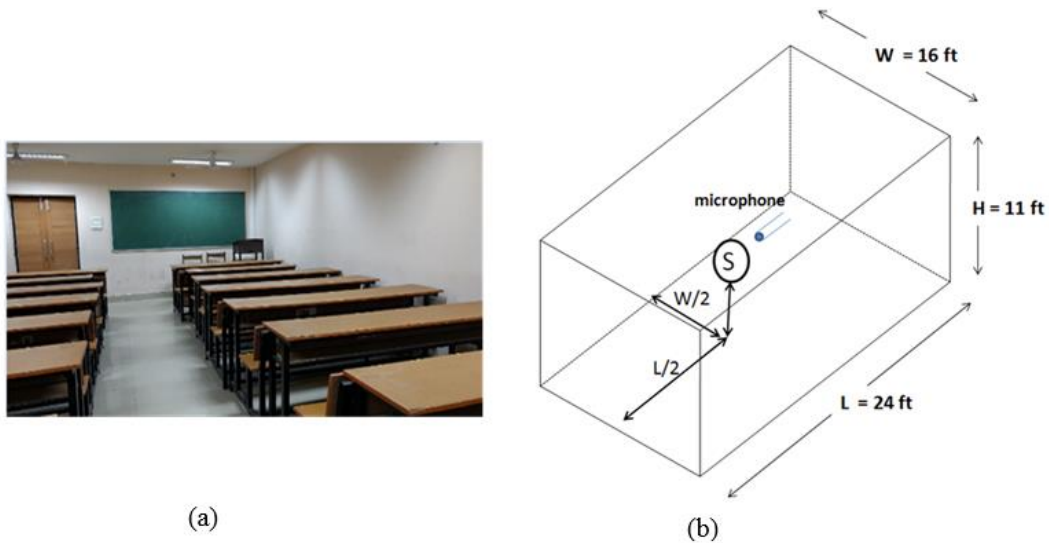 W = 16 ft
microphone
H = 11 ft
S
W/2
L/2
L = 24 ft
(a)
(b)